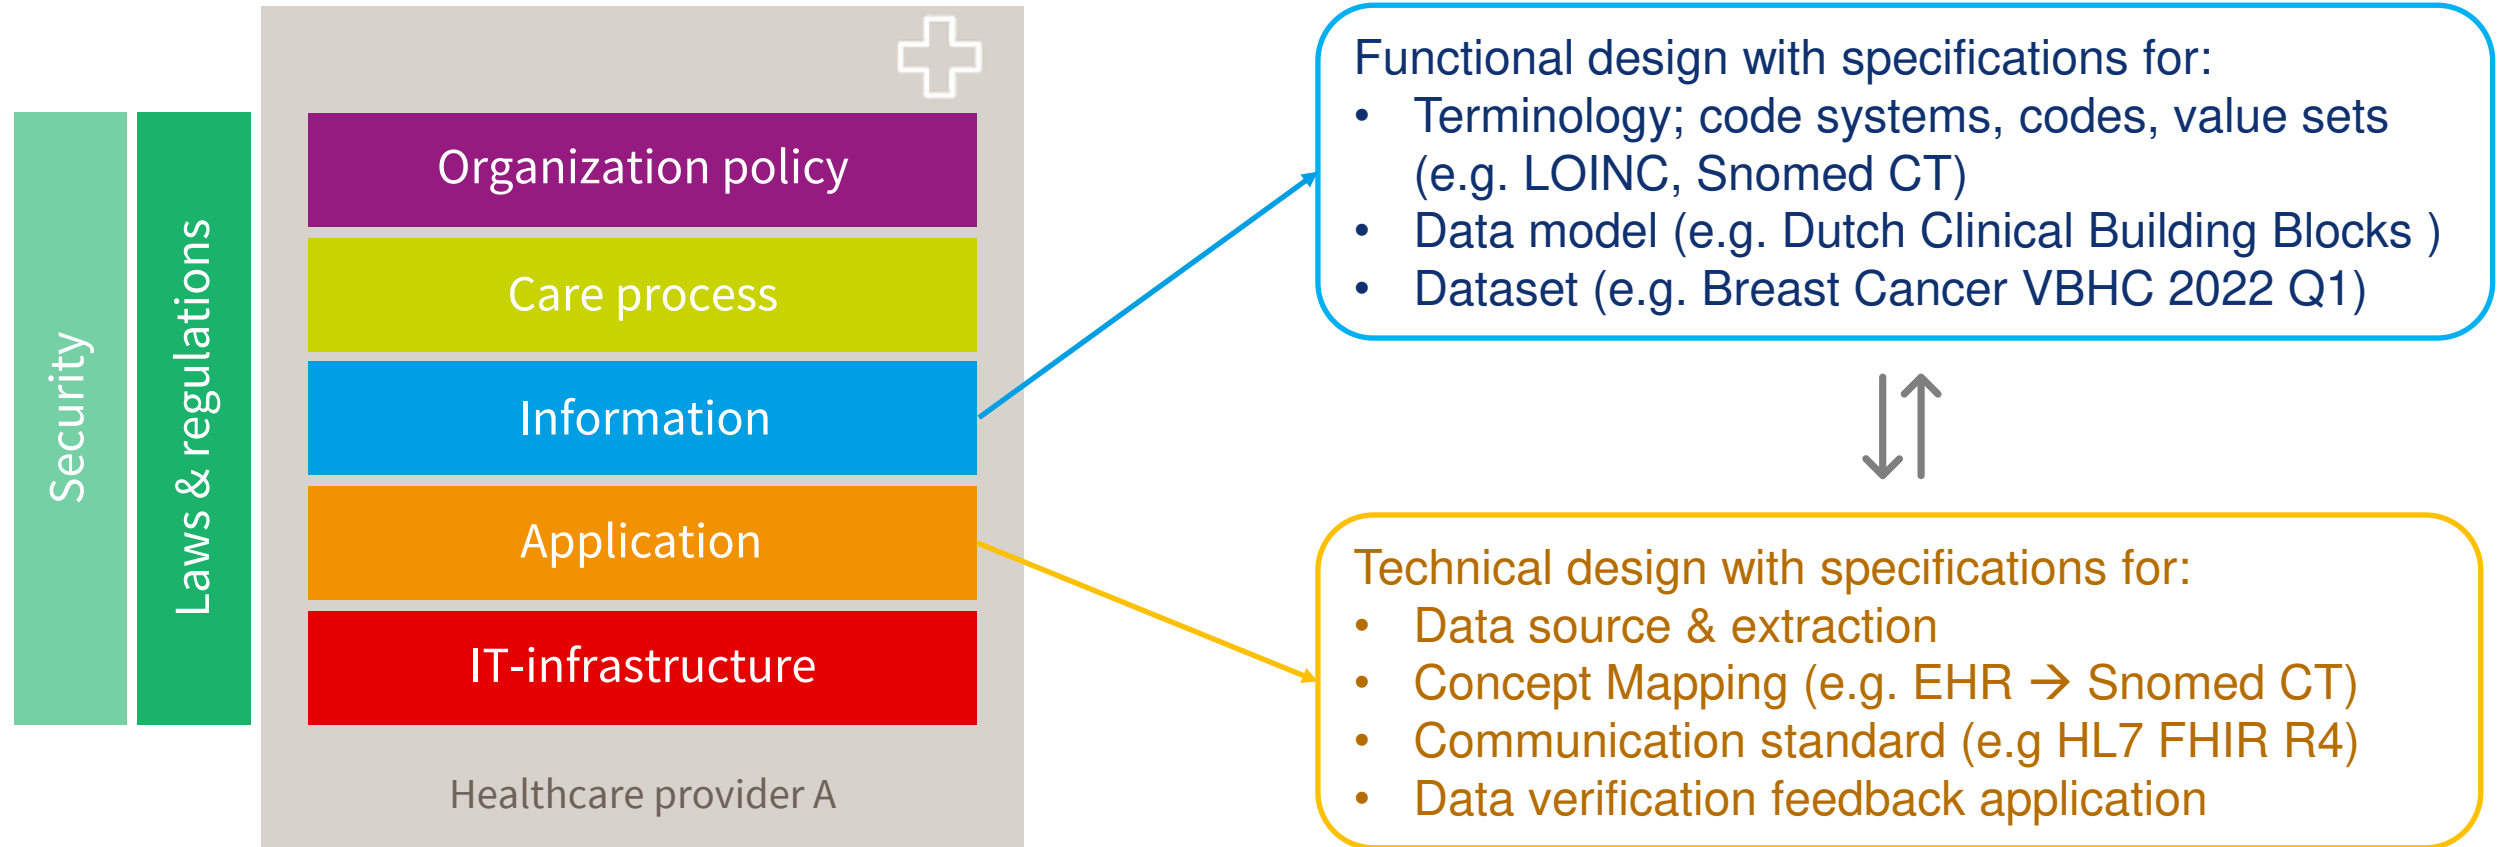 Security
Laws & regulations
Organization policy
Care process
Information
Application
IT-infrastructure
Healthcare provider A
Functional design with specifications for:
• Terminology; code systems, codes, value sets
(e.g. LOINC, Snomed CT)
• Data model (e.g. Dutch Clinical Building Blocks )
• Dataset (e.g. Breast Cancer VBHC 2022 Q1)
Technical design with specifications for:
• Data source & extraction
• Concept Mapping (e.g. EHR → Snomed CT)
• Communication standard (e.g HL7 FHIR R4)
• Data verification feedback application